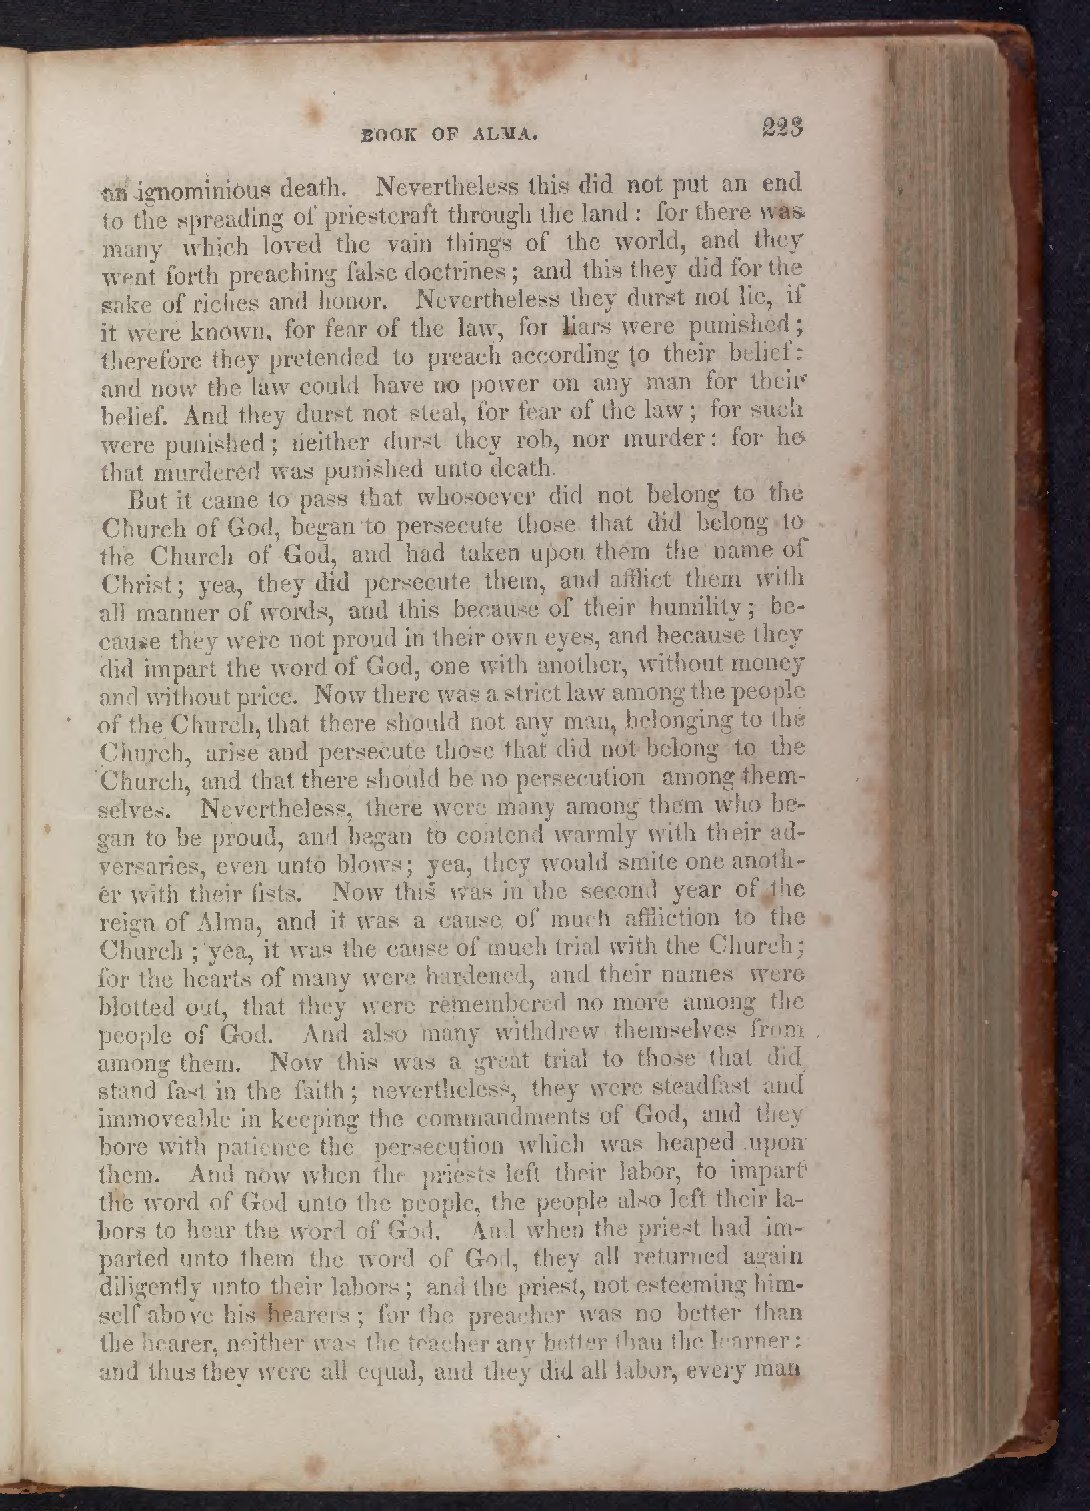 BOOK OF ALMA. 223
an ignominious death. Nevertheless this did not put an end
to the spreading of priestcraft through the land : for there was
many which loved the vain things of the world, and they
went forth preaching false doctrines ; and this they did for the
sake of riches and honor. Nevertheless they durst not lie, if
it were known, for fear of the law, for liars were punished ;
therefore they pretended to preach according to their belief :
and now the law could have no power on any man for their
belief. And they durst not steal, for fear of the law ; for such
were punished ; neither durst they rob, nor murder : for he
that murdered was punished unto death.
But it came to pass that whosoever did not belong to the
Church of God, began to persecute those that did belong to
the Church of God, and had taken upon them the name of
Christ ; yea, they did persecute them, and afflict them with
all manner of words, and this because of their humility ; be-
cause they were not proud in their own eyes, and because they
did impart the word of God, one with another, without money
and without price. Now there was a strict law among the people
of the Church, that there should not any man, belonging to the
Church, arise and persecute those that did not belong to the
Church, and that there should be no persecution among them-
selves. Nevertheless, there were many among them who be-
gan to be proud, and began to contend warmly with their ad-
versaries, even unto blows ; yea, they would smite one anoth-
er with their fists. Now this was in the second year of the
reign of Alma, and it was a cause of much affliction to the
Church ; yea, it was the cause of much trial with the Church ;
for the hearts of many were hardened, and their names were
blotted out, that they were remembered no more among the
people of God. And also many withdrew themselves from
among them. Now this was a great trial to those that did
stand fast in the faith ; nevertheless, they were steadfast and
immoveable in keeping the commandments of God, and they
bore with patience the persecution which was heaped upon
them. And now when the priests left their labor, to impart
the word of God unto the people, the people also left their la-
bors to hear the word of God. And when the priest had im-
parted unto them the word of God, they all returned again
diligently unto their labors ; and the priest, not esteeming him-
self above his hearers ; for the preacher was no better than
the hearer, neither was the teacher any better than the learner :
and thus they were all equal, and they did all labor, every man